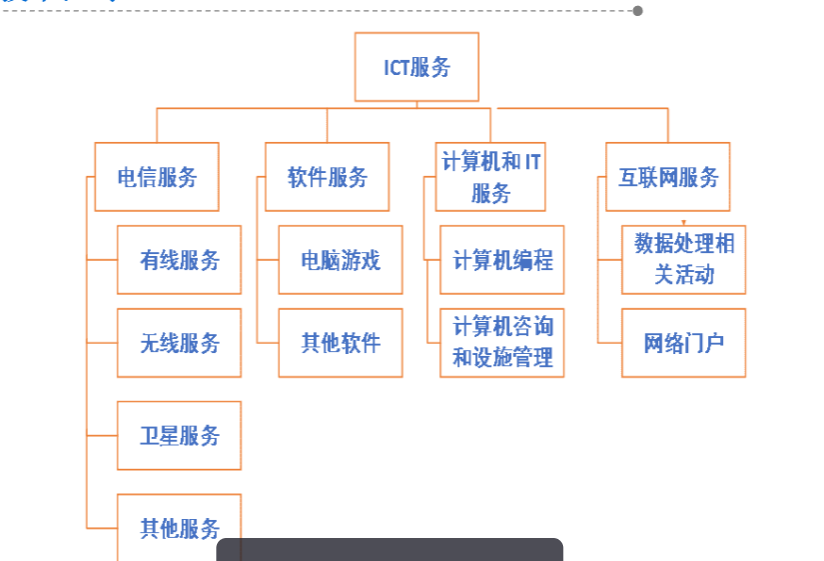 ICT服务
电信服务
软件服务
计算机和 IT
服务
互联网服务
有线服务
电脑游戏
计算机编程
数据处理相
关活动
无线服务
其他软件
计算机咨询
和设施管理
网络门户
卫星服务
其他服务